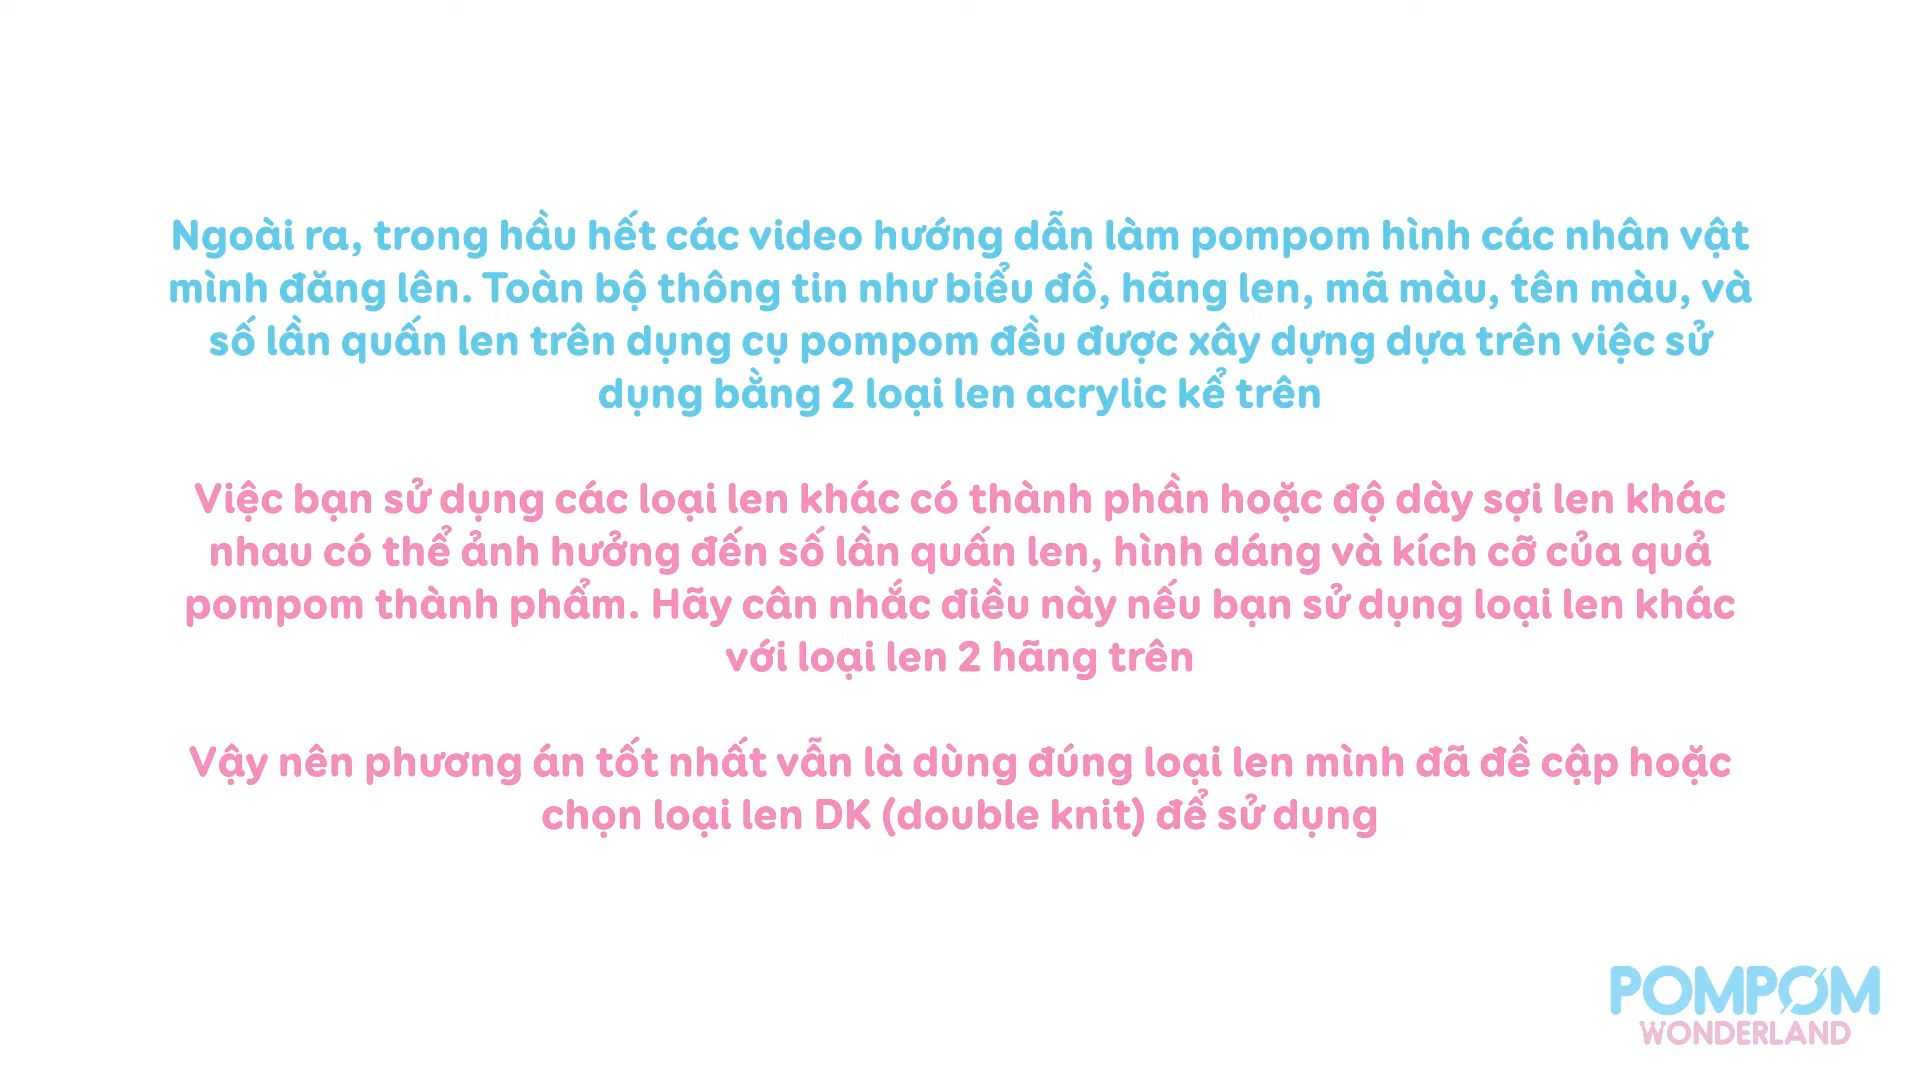 Ngoài ra, trong hầu hết các video hướng dẫn làm pompom hình các nhân vật
mình đăng lên. Toàn bộ thông tin như biểu đồ, hãng len, mã màu, tên màu, và
số lần quấn len trên dụng cụ pompom đều được xây dựng dựa trên việc sử
dụng bằng 2 loại len acrylic kể trên
Việc bạn sử dụng các loại len khác có thành phần hoặc độ dày sợi len khác
nhau có thể ảnh hưởng đến số lần quấn len, hình dáng và kích cỡ của quả
pompom thành phẩm. Hãy cân nhắc điều này nếu bạn sử dụng loại len khác
với loại len 2 hãng trên
Vậy nên phương án tốt nhất vẫn là dùng đúng loại len mình đã đề cập hoặc
chọn loại len DK (double knit) để sử dụng
POMPOM
WONDERLAND